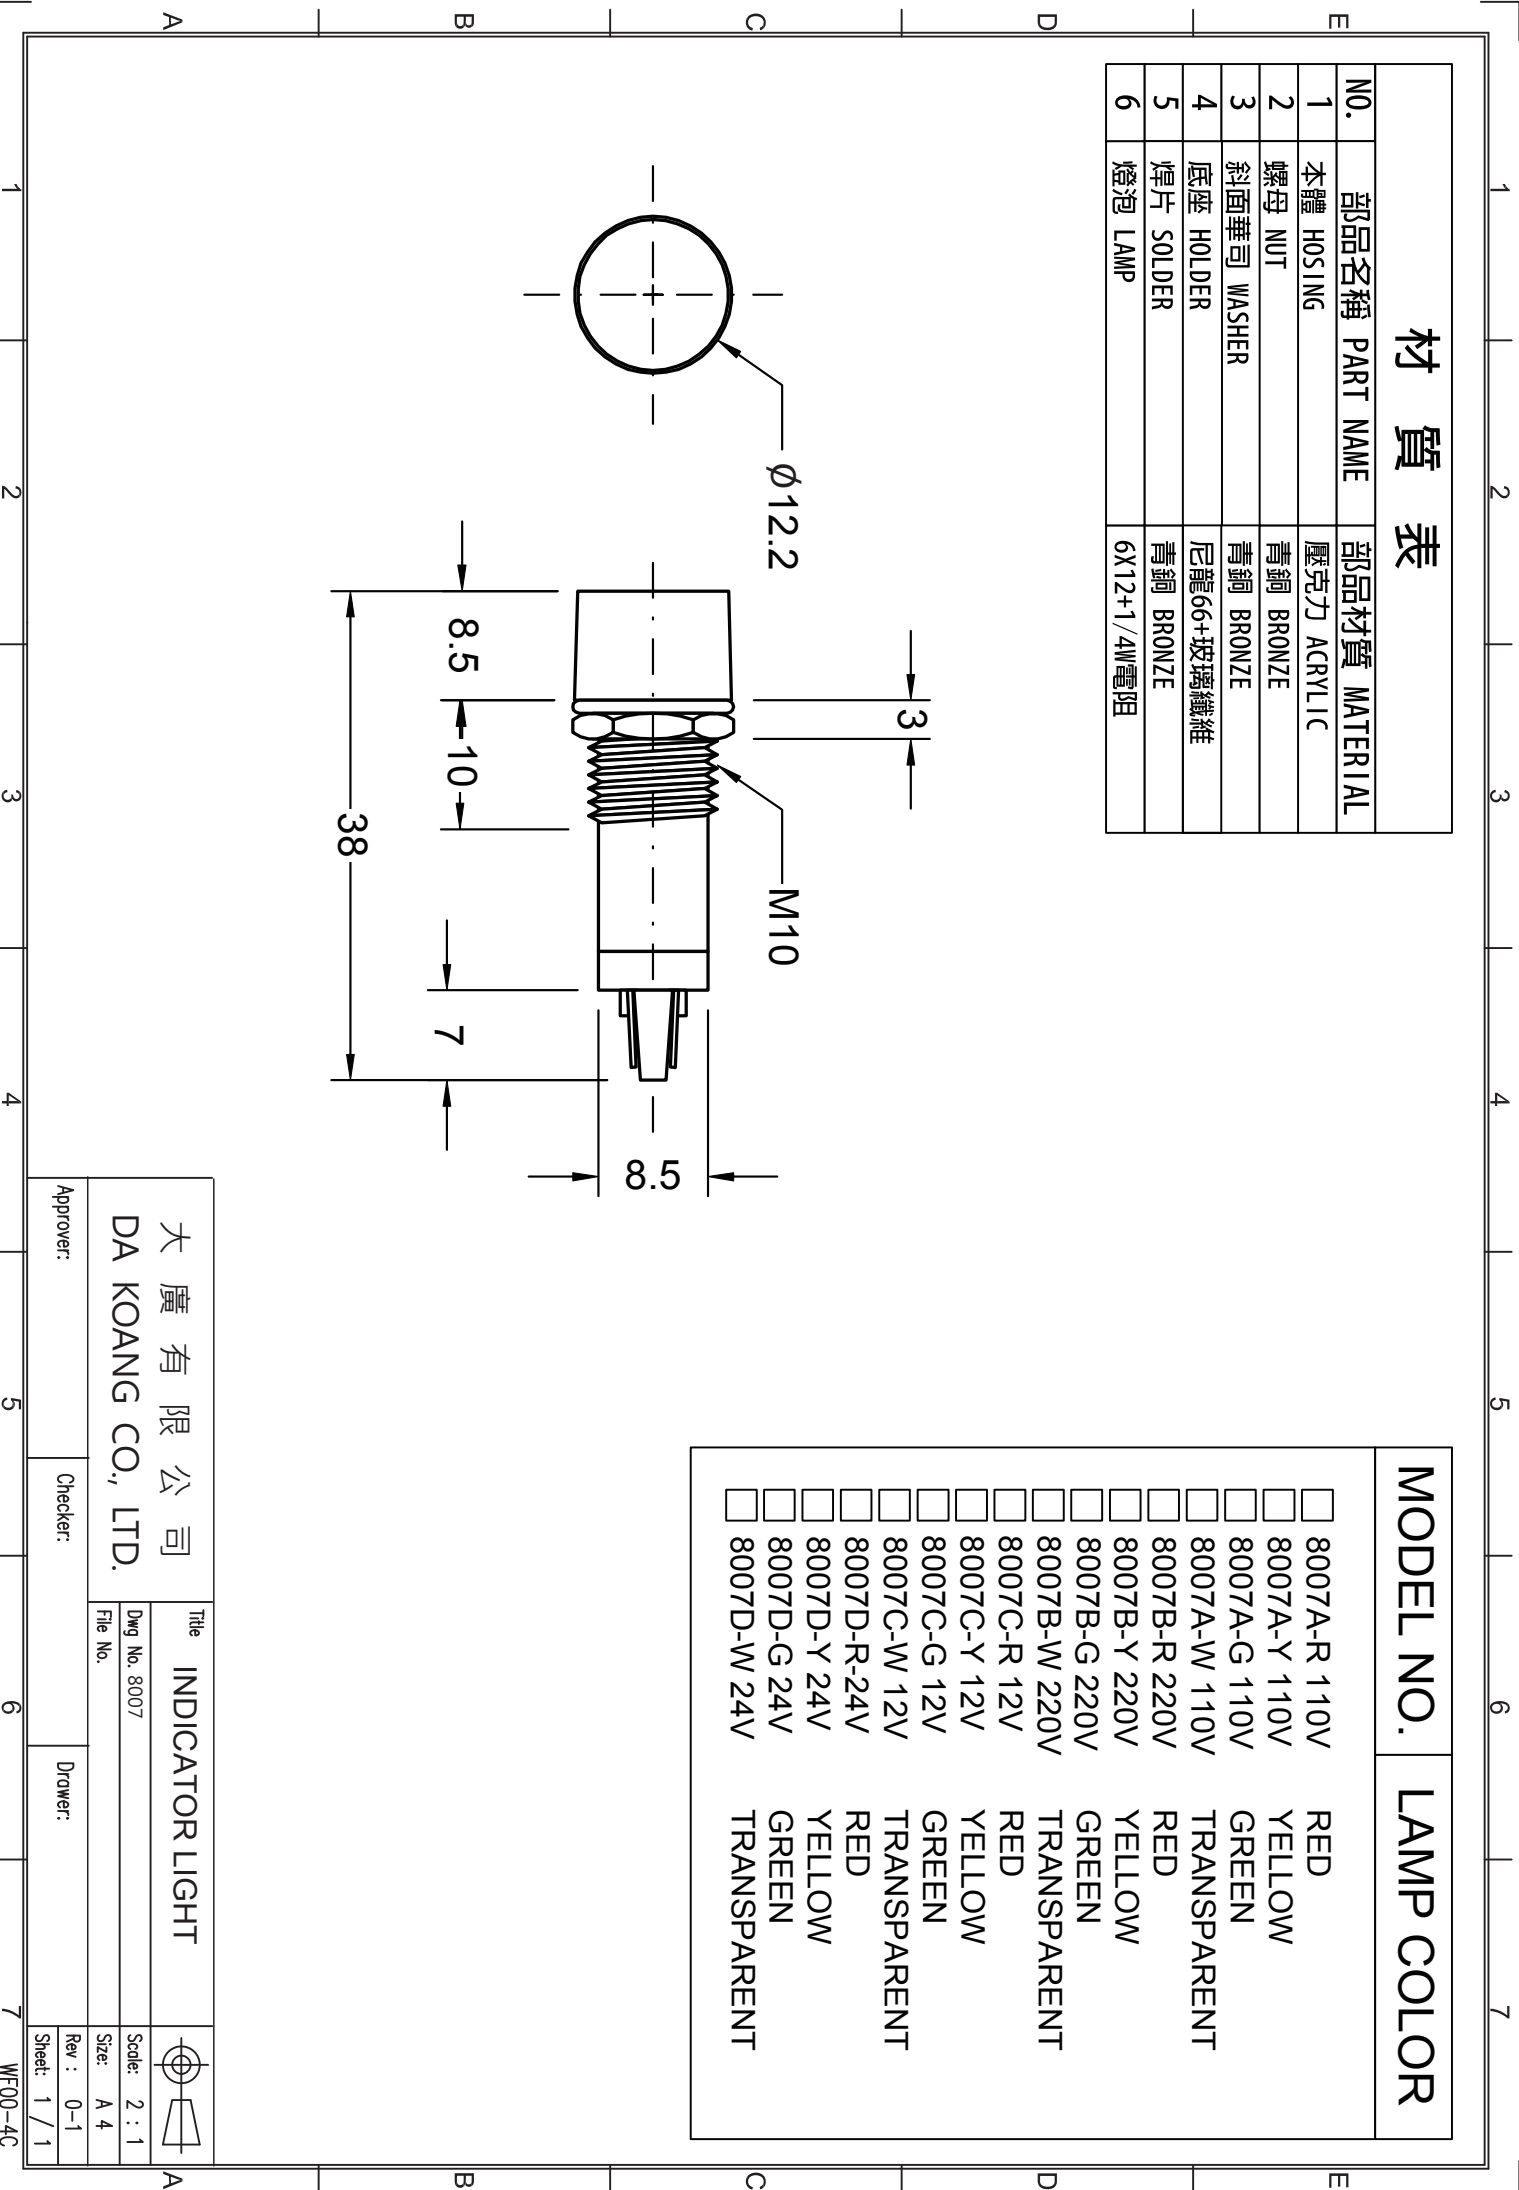 1 2 3 4 5 6 7
E
D
C
B
A
材 質 表
NO. 部品名稱 PART NAME 部品材質 MATERIAL
1 本體 HOSING 壓克力 ACRYLIC
2 螺母 NUT 青銅 BRONZE
3 斜面華司 WASHER 青銅 BRONZE
4 底座 HOLDER 尼龍66+玻璃纖維
5 焊片 SOLDER 青銅 BRONZE
6 燈泡 LAMP 6X12+1/4W電阻
MODEL NO. LAMP COLOR
8007A-R 110V RED
8007A-Y 110V YELLOW
8007A-G 110V GREEN
8007A-W 110V TRANSPARENT
8007B-R 220V RED
8007B-Y 220V YELLOW
8007B-G 220V GREEN
8007B-W 220V TRANSPARENT
8007C-R 12V RED
8007C-Y 12V YELLOW
8007C-G 12V GREEN
8007C-W 12V TRANSPARENT
8007D-R-24V RED
8007D-Y 24V YELLOW
8007D-G 24V GREEN
8007D-W 24V TRANSPARENT
3
Ø12.2
M10
8.5
8.5
10
7
38
大 廣 有 限 公 司
DA KOANG CO., LTD.
Title INDICATOR LIGHT
Dwg No. 8007
File No.
Scale: 2 : 1
Size: A 4
Rev : 0-1
Sheet: 1 / 1
Approver:
Checker:
Drawer:
E
D
C
B
A
1 2 3 4 5 6 7
WF00-4C